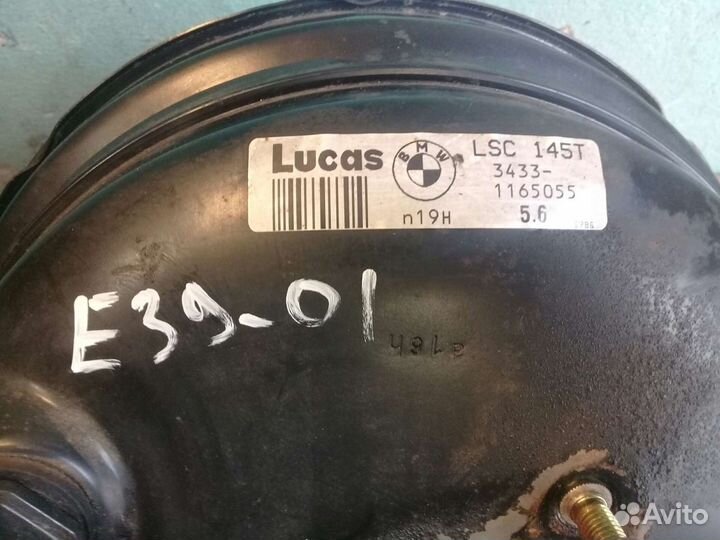 Lucas BMW LSC 145T
3433-
1165055
n19H 5.6
E39-01
Avito